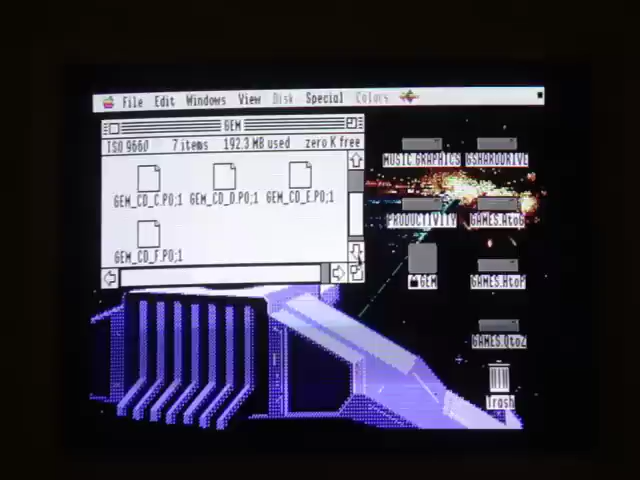 File Edit Windows View Disk Special Colors
GEM
ISO 9660 7 items 192.3 MB used zero K free
GEM_CD_C.PO;1 GEM_CD_D.PO;1 GEM_CD_E.PO;1
GEM_CD_F.PO;1
MUSIC.GRAPHICS GSHARDDRIVE
PRODUCTIVITY GAMES.AtoG
GEM GAMES.HtoP
GAMES.QtoZ
Trash